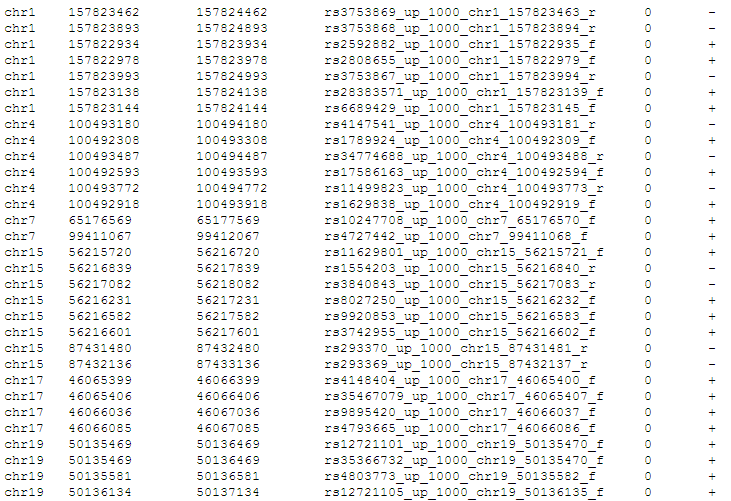 chr1 157823462 157824462 rs3753869_up_1000_chr1_157823463_r 0 -
chr1 157823893 157824893 rs3753868_up_1000_chr1_157823894_r 0 -
chr1 157822934 157823934 rs2592882_up_1000_chr1_157822935_f 0 +
chr1 157822978 157823978 rs2808655_up_1000_chr1_157822979_f 0 +
chr1 157823993 157824993 rs3753867_up_1000_chr1_157823994_r 0 -
chr1 157823138 157824138 rs28383571_up_1000_chr1_157823139_f 0 +
chr1 157823144 157824144 rs6689429_up_1000_chr1_157823145_f 0 +
chr4 100493180 100494180 rs4147541_up_1000_chr4_100493181_r 0 -
chr4 100492308 100493308 rs1789924_up_1000_chr4_100492309_f 0 +
chr4 100493487 100494487 rs34774688_up_1000_chr4_100493488_r 0 -
chr4 100492593 100493593 rs17586163_up_1000_chr4_100492594_f 0 +
chr4 100493772 100494772 rs11499823_up_1000_chr4_100493773_r 0 -
chr4 100492918 100493918 rs1629838_up_1000_chr4_100492919_f 0 +
chr7 65176569 65177569 rs10247708_up_1000_chr7_65176570_f 0 +
chr7 99411067 99412067 rs4727442_up_1000_chr7_99411068_f 0 +
chr15 56215720 56216720 rs11629801_up_1000_chr15_56215721_f 0 +
chr15 56216839 56217839 rs1554203_up_1000_chr15_56216840_r 0 -
chr15 56217082 56218082 rs3840843_up_1000_chr15_56217083_r 0 -
chr15 56216231 56217231 rs8027250_up_1000_chr15_56216232_f 0 +
chr15 56216582 56217582 rs9920853_up_1000_chr15_56216583_f 0 +
chr15 56216601 56217601 rs3742955_up_1000_chr15_56216602_f 0 +
chr15 87431480 87432480 rs293370_up_1000_chr15_87431481_r 0 -
chr15 87432136 87433136 rs293369_up_1000_chr15_87432137_r 0 -
chr17 46065399 46066399 rs4148404_up_1000_chr17_46065400_f 0 +
chr17 46065406 46066406 rs35467079_up_1000_chr17_46065407_f 0 +
chr17 46066036 46067036 rs9895420_up_1000_chr17_46066037_f 0 +
chr17 46066085 46067085 rs4793665_up_1000_chr17_46066086_f 0 +
chr19 50135469 50136469 rs12721101_up_1000_chr19_50135470_f 0 +
chr19 50135469 50136469 rs35366732_up_1000_chr19_50135470_f 0 +
chr19 50135581 50136581 rs4803773_up_1000_chr19_50135582_f 0 +
chr19 50136134 50137134 rs12721105_up_1000_chr19_50136135_f 0 +